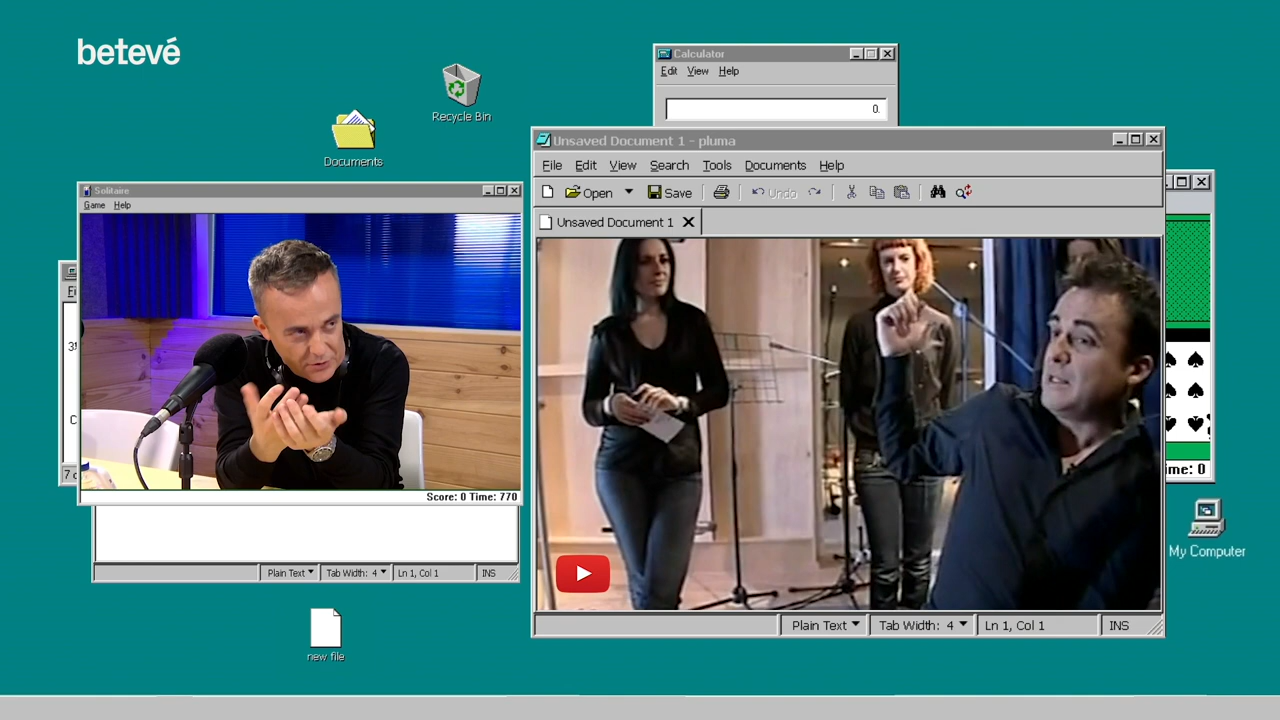 betevé
Recycle Bin
Documents
Calculator
Edit View Help
0.
Unsaved Document 1 - pluma
File Edit View Search Tools Documents Help
Open Save Undo
Unsaved Document 1
Solitaire
Game Help
Score: 0 Time: 770
Plain Text Tab Width: 4 Ln 1, Col 1 INS
Plain Text Tab Width: 4 Ln 1, Col 1 INS
My Computer
new file